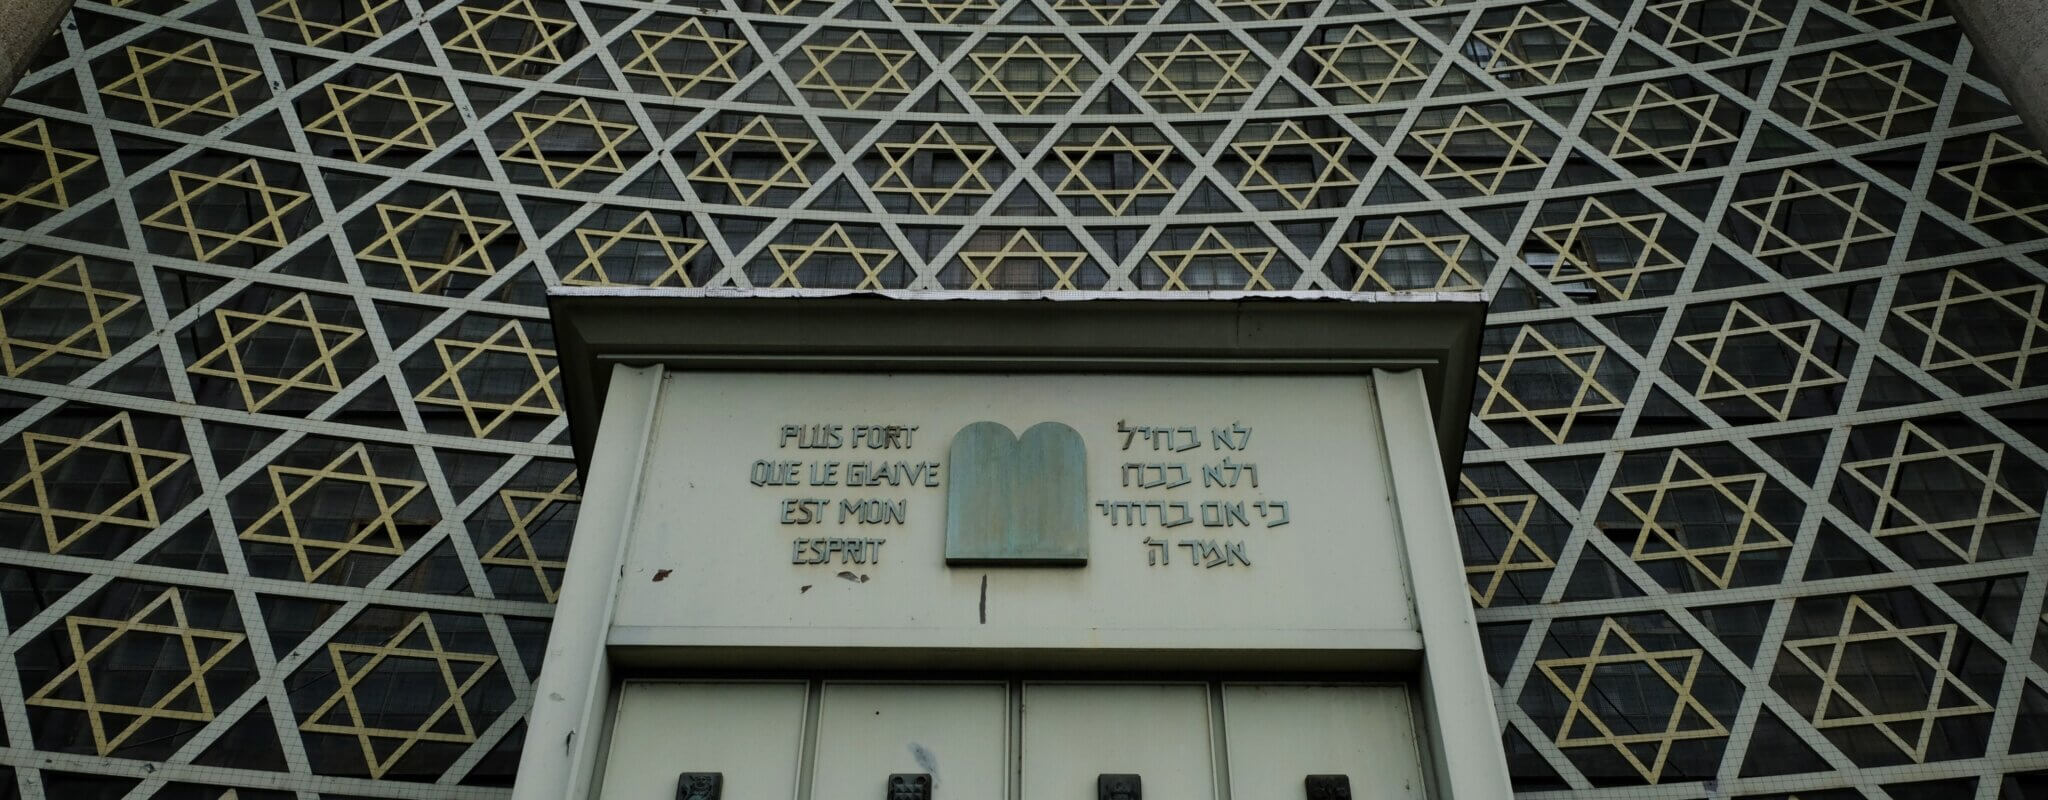 PLUS FORT
QUE LE GLAIVE
EST MON
ESPRIT
לא בחיל
ולא בכח
כי אם ברוחי
אמר ה'